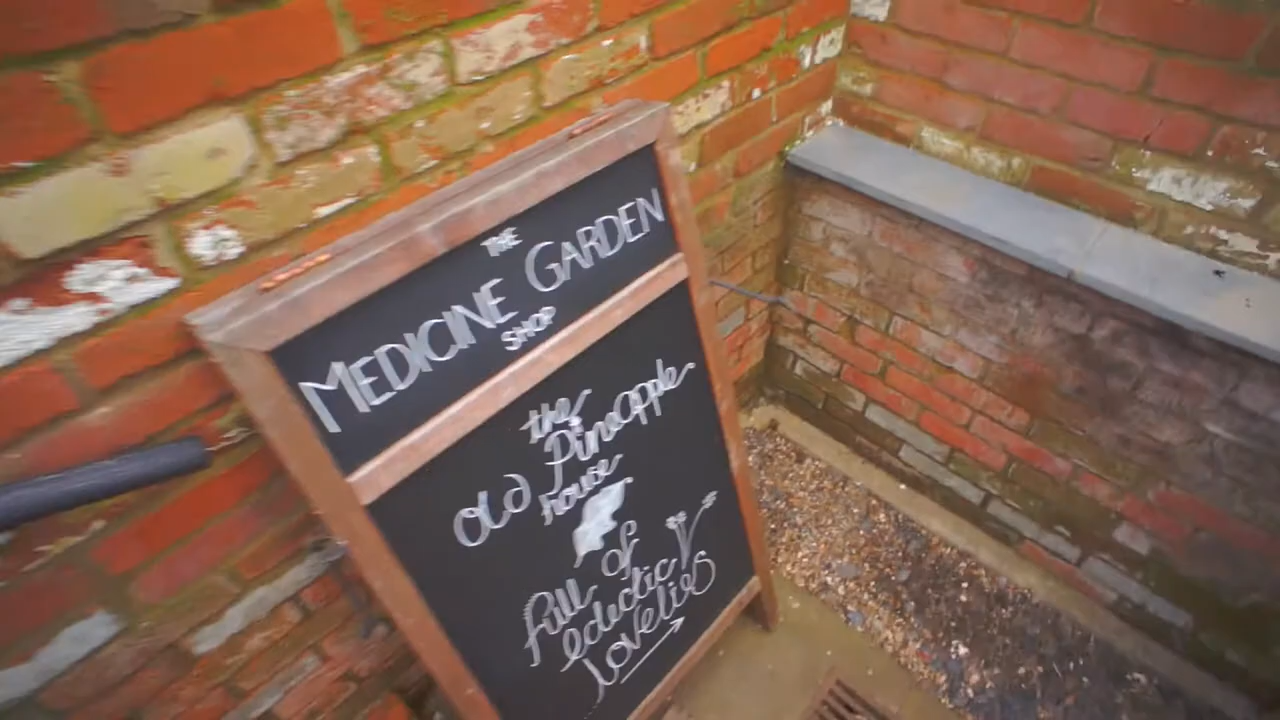 THE
MEDICINE GARDEN
SHOP
the
Old Pineapple
house
full of
eclectic
lovelies